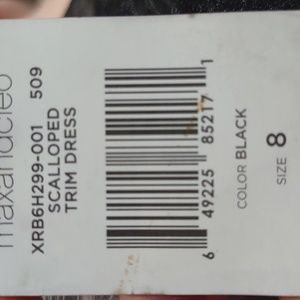 maxandcleo
XRB6H299-001 509
SCALLOPED
TRIM DRESS
6 49225 85217 1
COLOR BLACK
SIZE 8